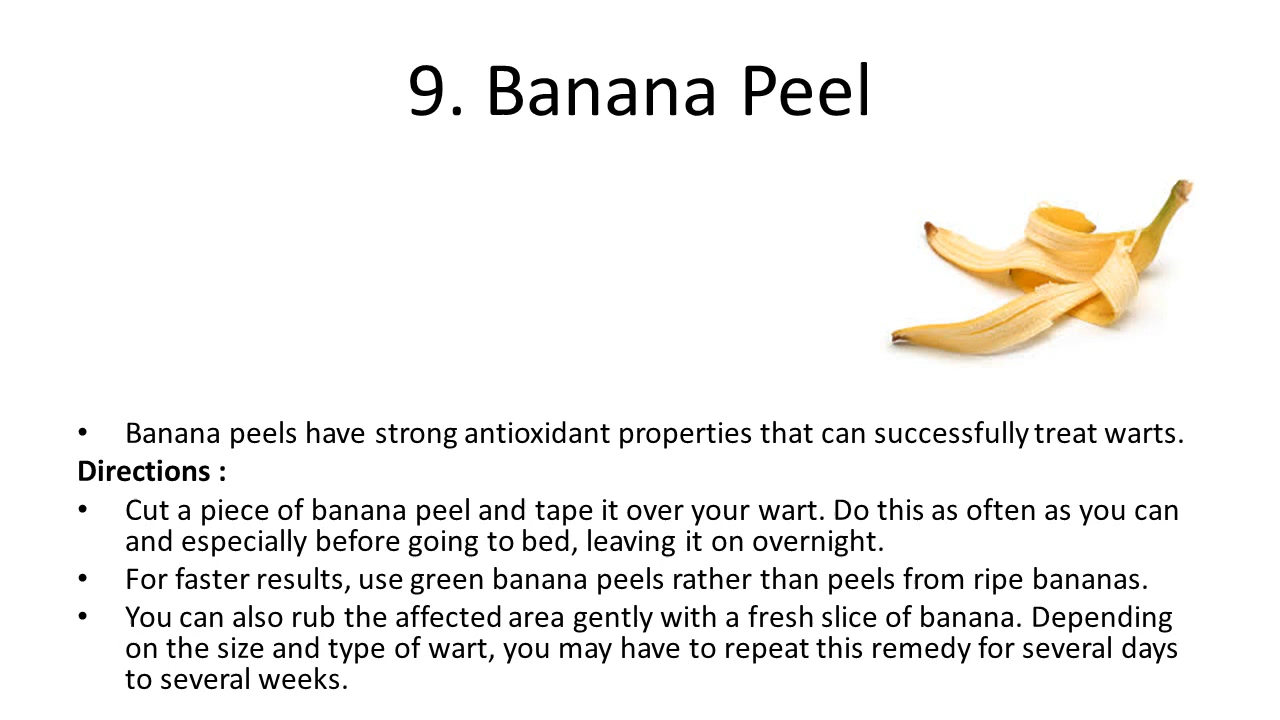 9. Banana Peel
• Banana peels have strong antioxidant properties that can successfully treat warts.
Directions :
• Cut a piece of banana peel and tape it over your wart. Do this as often as you can
and especially before going to bed, leaving it on overnight.
• For faster results, use green banana peels rather than peels from ripe bananas.
• You can also rub the affected area gently with a fresh slice of banana. Depending
on the size and type of wart, you may have to repeat this remedy for several days
to several weeks.